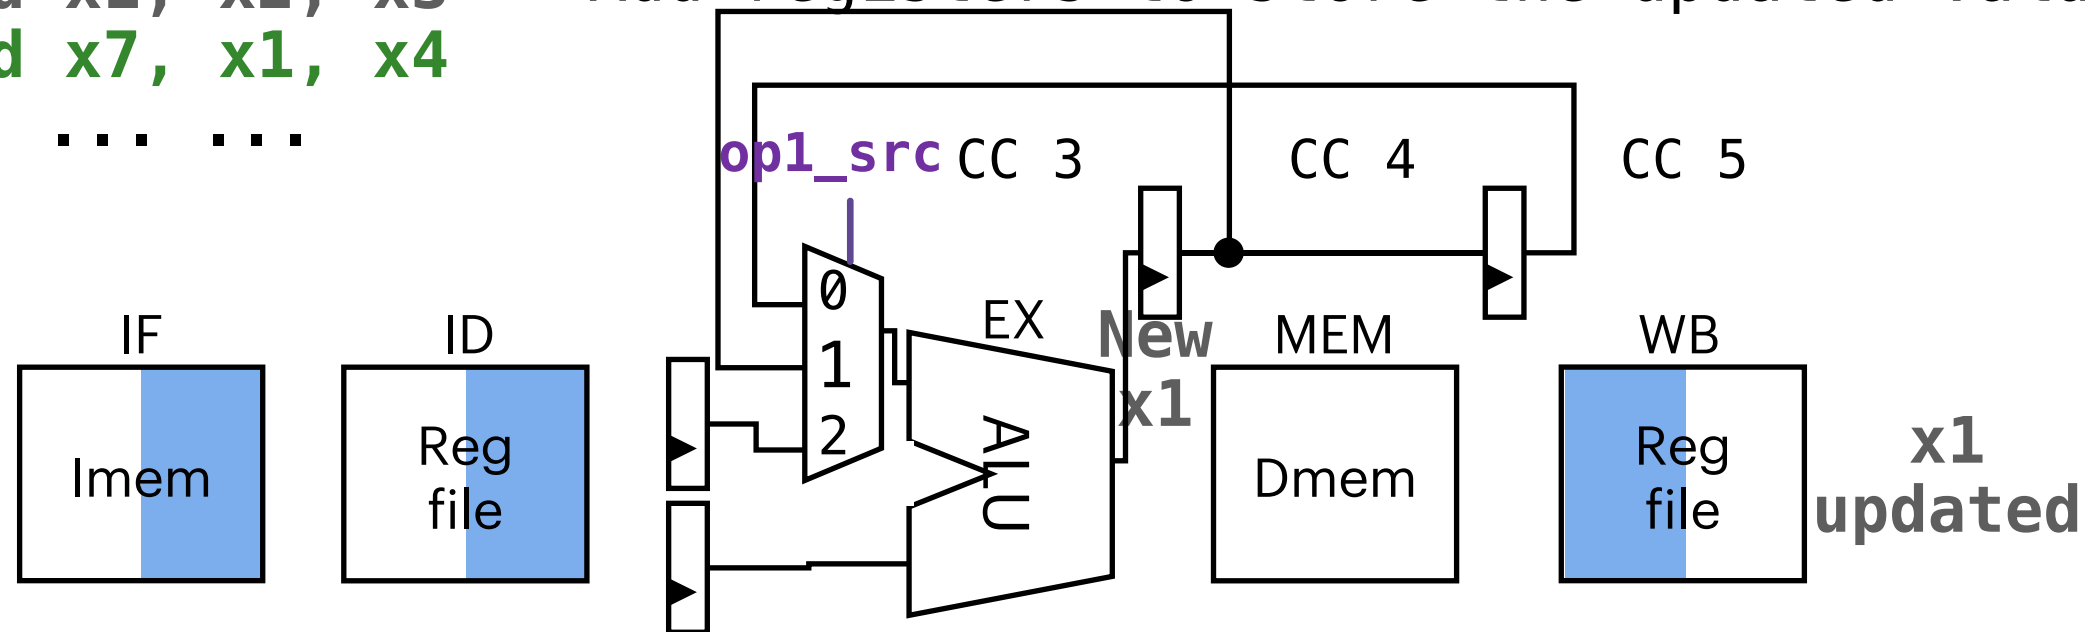 d x7, x1, x4
... ...
op1_src
CC 3
CC 4
CC 5
0
1
2
IF
ID
EX
MEM
WB
New
x1
Imem
Reg
file
ALU
Dmem
Reg
file
x1
updated